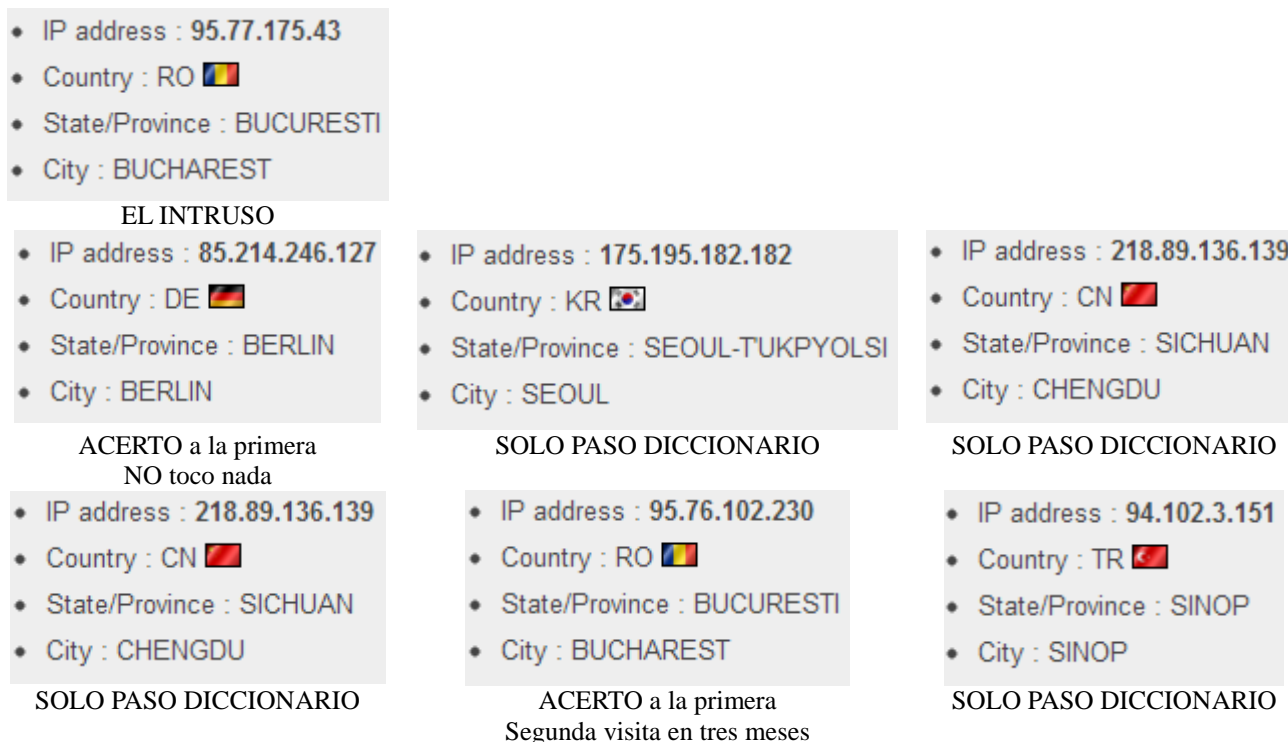 • IP address : 95.77.175.43
• Country : RO
• State/Province : BUCURESTI
• City : BUCHAREST
EL INTRUSO
• IP address : 85.214.246.127
• Country : DE
• State/Province : BERLIN
• City : BERLIN
ACERTO a la primera
NO toco nada
• IP address : 175.195.182.182
• Country : KR
• State/Province : SEOUL-T'UKPYOLSI
• City : SEOUL
SOLO PASO DICCIONARIO
• IP address : 218.89.136.139
• Country : CN
• State/Province : SICHUAN
• City : CHENGDU
SOLO PASO DICCIONARIO
• IP address : 218.89.136.139
• Country : CN
• State/Province : SICHUAN
• City : CHENGDU
SOLO PASO DICCIONARIO
• IP address : 95.76.102.230
• Country : RO
• State/Province : BUCURESTI
• City : BUCHAREST
ACERTO a la primera
Segunda visita en tres meses
• IP address : 94.102.3.151
• Country : TR
• State/Province : SINOP
• City : SINOP
SOLO PASO DICCIONARIO